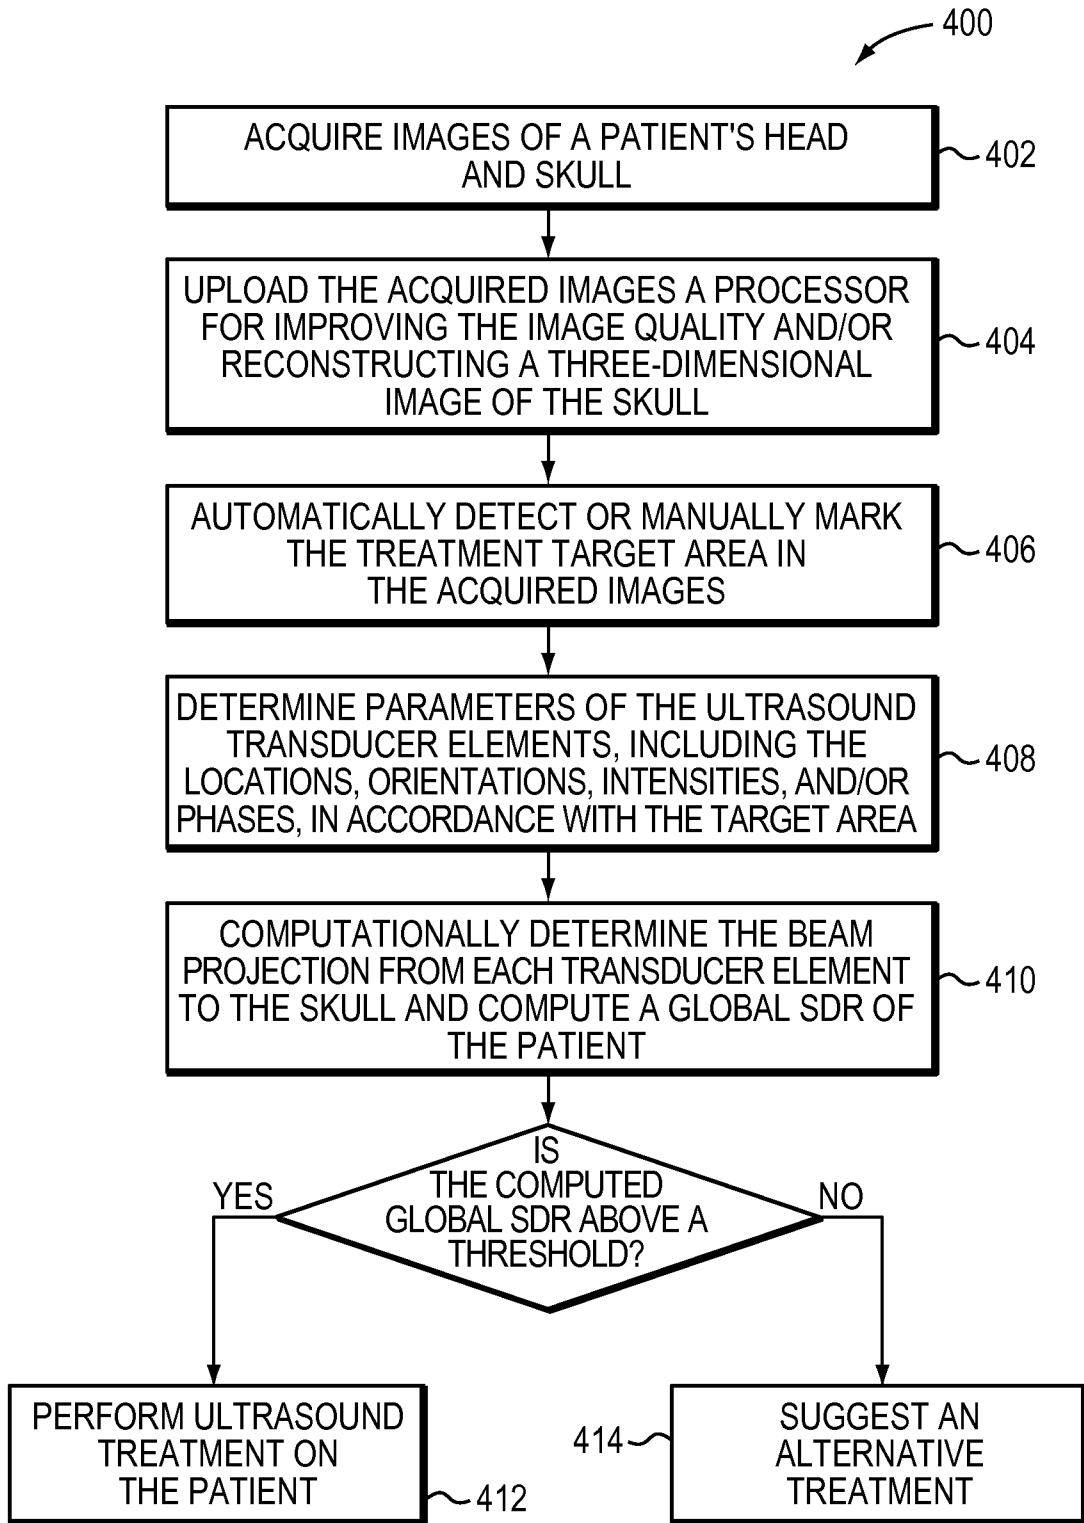 400
ACQUIRE IMAGES OF A PATIENT'S HEAD
AND SKULL
402
UPLOAD THE ACQUIRED IMAGES A PROCESSOR
FOR IMPROVING THE IMAGE QUALITY AND/OR
RECONSTRUCTING A THREE-DIMENSIONAL
IMAGE OF THE SKULL
404
AUTOMATICALLY DETECT OR MANUALLY MARK
THE TREATMENT TARGET AREA IN
THE ACQUIRED IMAGES
406
DETERMINE PARAMETERS OF THE ULTRASOUND
TRANSDUCER ELEMENTS, INCLUDING THE
LOCATIONS, ORIENTATIONS, INTENSITIES, AND/OR
PHASES, IN ACCORDANCE WITH THE TARGET AREA
408
COMPUTATIONALLY DETERMINE THE BEAM
PROJECTION FROM EACH TRANSDUCER ELEMENT
TO THE SKULL AND COMPUTE A GLOBAL SDR OF
THE PATIENT
410
IS
THE COMPUTED
GLOBAL SDR ABOVE A
THRESHOLD?
YES
NO
PERFORM ULTRASOUND
TREATMENT ON
THE PATIENT
412
414
SUGGEST AN
ALTERNATIVE
TREATMENT